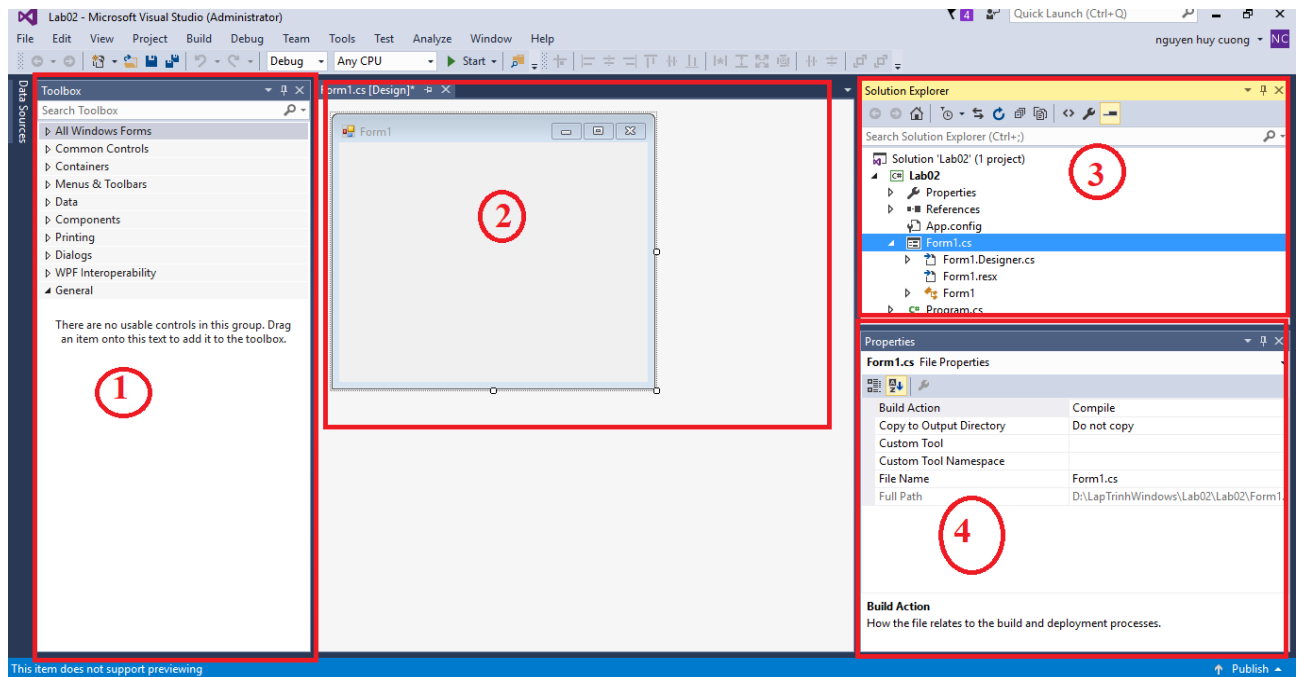 Lab02 - Microsoft Visual Studio (Administrator)
4
Quick Launch (Ctrl+Q)
File Edit View Project Build Debug Team Tools Test Analyze Window Help
nguyen huy cuong
NC
Debug
Any CPU
Start
Data Sources
Toolbox
Search Toolbox
All Windows Forms
Common Controls
Containers
Menus & Toolbars
Data
Components
Printing
Dialogs
WPF Interoperability
General
There are no usable controls in this group. Drag
an item onto this text to add it to the toolbox.
1
Form1.cs [Design]*
Form1
2
Solution Explorer
Search Solution Explorer (Ctrl+;)
Solution 'Lab02' (1 project)
C# Lab02
Properties
References
App.config
Form1.cs
Form1.Designer.cs
Form1.resx
Form1
C# Program.cs
3
Properties
Form1.cs File Properties
Build Action Compile
Copy to Output Directory Do not copy
Custom Tool
Custom Tool Namespace
File Name Form1.cs
Full Path D:\LapTrinhWindows\Lab02\Lab02\Form1.
4
Build Action
How the file relates to the build and deployment processes.
This item does not support previewing
Publish